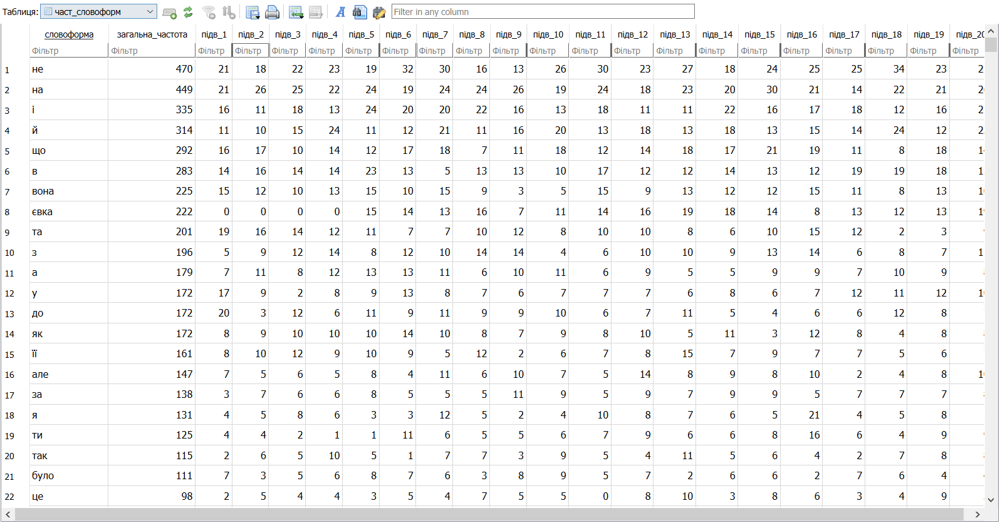 Таблиця: част_словоформ Filter in any column
словоформа загальна_частота підв_1 підв_2 підв_3 підв_4 підв_5 підв_6 підв_7 підв_8 підв_9 підв_10 підв_11 підв_12 підв_13 підв_14 підв_15 підв_16 підв_17 підв_18 підв_19 підв_20
Фільтр Фільтр Фільтр Фільтр Фільтр Фільтр Фільтр Фільтр Фільтр Фільтр Фільтр Фільтр Фільтр Фільтр Фільтр Фільтр Фільтр Фільтр Фільтр Фільтр Фільтр Фільтр
1 не 470 21 18 22 23 19 32 30 16 13 26 30 23 27 18 24 25 25 34 23
2 на 449 21 26 25 22 24 19 24 24 26 19 24 18 23 20 30 21 14 22 21
3 і 335 16 11 18 13 24 20 20 22 16 13 18 11 11 22 16 17 18 12 16
4 й 314 11 10 15 24 11 12 21 11 16 20 13 18 13 18 13 15 14 24 12
5 що 292 16 17 10 14 12 17 18 7 11 18 12 14 18 17 21 19 11 8 18
6 в 283 14 16 14 14 23 13 5 13 13 10 17 12 12 14 13 12 19 19 18
7 вона 225 15 12 10 13 15 10 15 9 3 5 15 9 13 12 12 15 11 8 13
8 євка 222 0 0 0 0 15 14 13 16 7 11 14 16 19 18 14 8 13 12 13
9 та 201 19 16 14 12 11 7 7 10 12 8 10 10 8 6 10 15 12 2 3
10 з 196 5 9 12 14 8 12 10 14 14 4 6 10 10 9 13 14 6 8 7
11 а 179 7 11 8 12 13 13 11 6 10 11 6 9 5 5 9 9 7 10 9
12 у 172 17 9 2 8 9 13 8 7 6 7 7 7 6 8 6 7 12 11 12
13 до 172 20 3 12 6 11 9 11 9 9 10 6 7 11 5 4 6 6 12 8
14 як 172 8 9 10 10 10 14 10 8 7 9 8 10 5 11 3 12 8 4 8
15 її 161 8 10 12 9 10 9 5 12 2 6 7 8 15 7 9 7 7 5 6
16 але 147 7 5 6 5 8 4 11 6 10 7 5 14 8 9 8 10 2 4 8
17 за 138 3 7 6 6 8 5 5 5 11 9 5 9 7 9 9 5 7 7 7
18 я 131 4 5 8 6 3 3 12 5 2 4 10 8 7 6 5 21 4 5 8
19 ти 125 4 4 2 1 1 11 6 5 5 6 7 9 6 6 8 16 6 4 9
20 так 115 2 6 5 10 5 1 7 7 3 9 5 4 11 5 6 4 2 7 8
21 було 111 7 3 5 6 8 7 6 3 8 9 5 7 2 6 6 2 7 6 4
22 це 98 2 5 4 4 3 5 4 7 5 5 0 8 10 3 8 6 3 4 9